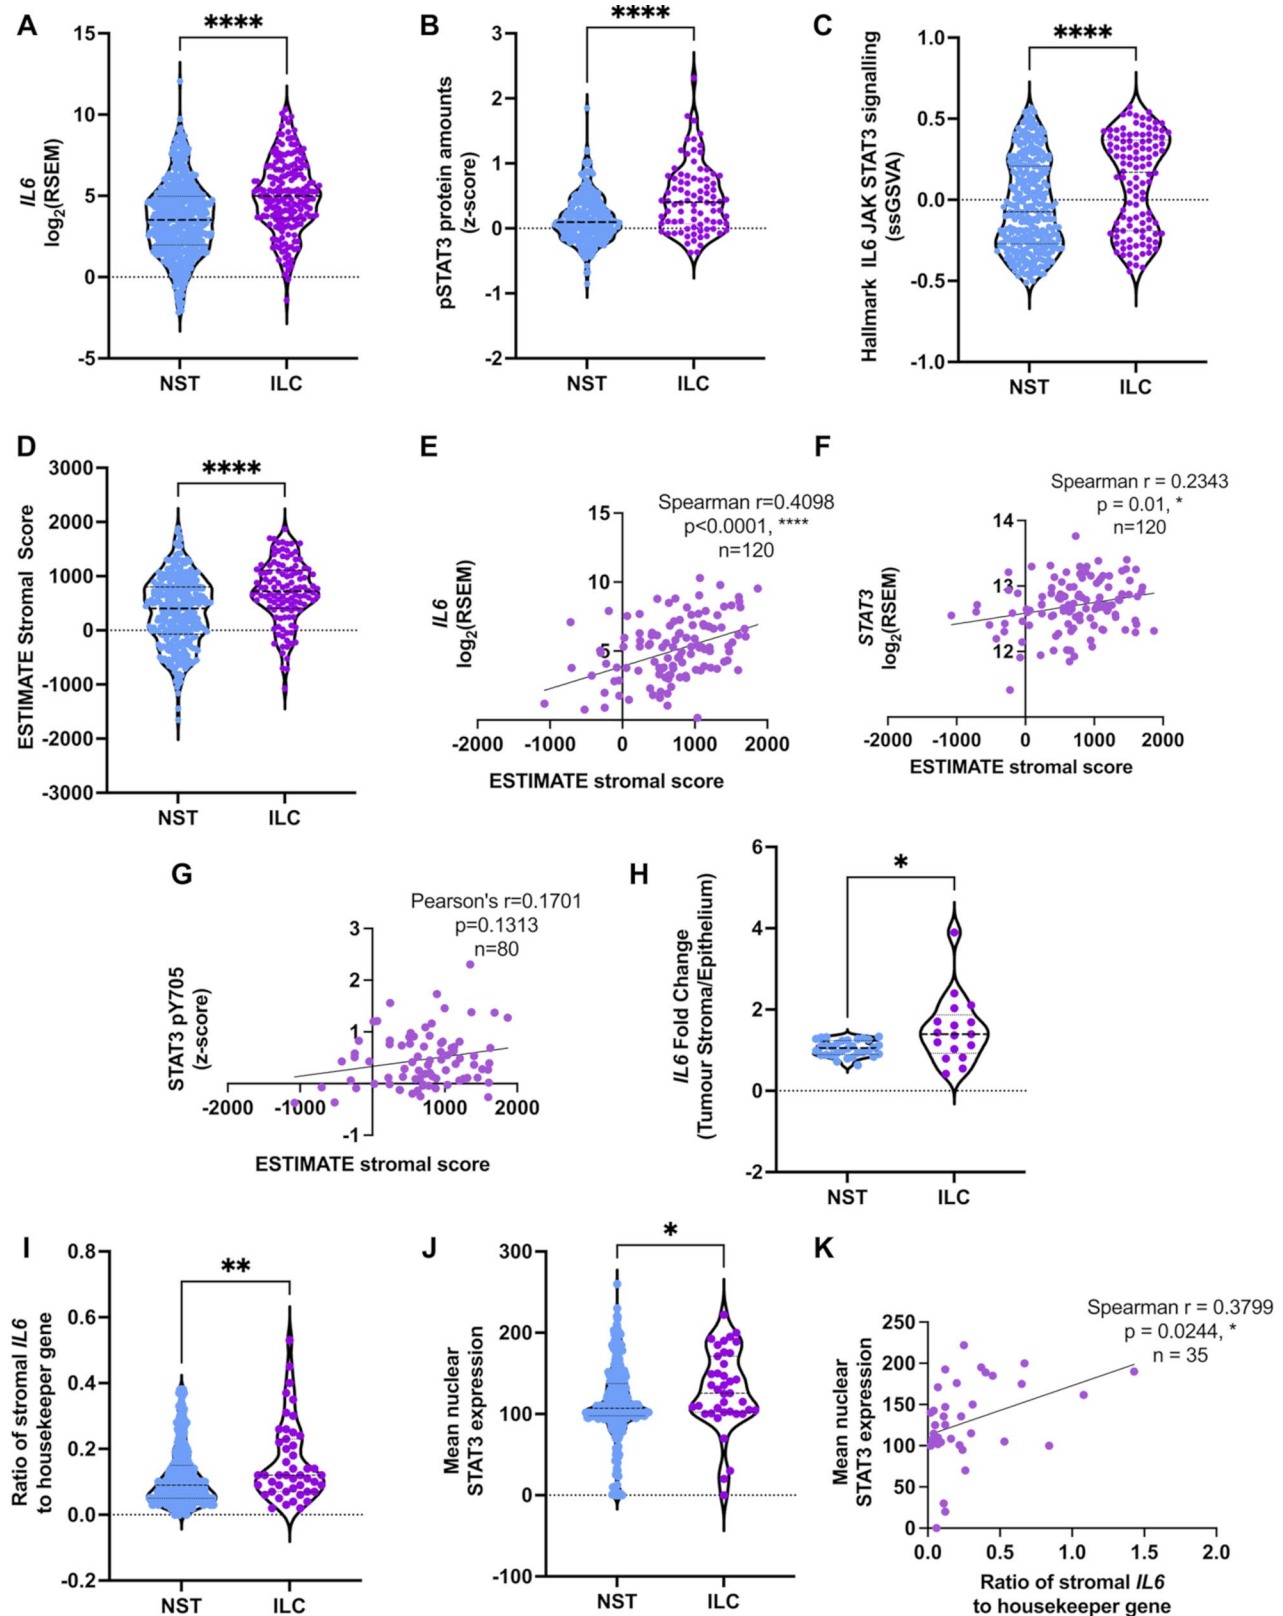 A
****
15
10
5
0
-5
IL6
log2(RSEM)
NST
ILC
B
****
3
2
1
0
-1
-2
pSTAT3 protein amounts
(z-score)
NST
ILC
C
****
1.0
0.5
0.0
-0.5
-1.0
Hallmark IL6 JAK STAT3 signalling
(ssGSVA)
NST
ILC
D
****
3000
2000
1000
0
-1000
-2000
-3000
ESTIMATE Stromal Score
NST
ILC
E
Spearman r=0.4098
p<0.0001, ****
n=120
15
10
5
IL6
log2(RSEM)
-2000
-1000
0
1000
2000
ESTIMATE stromal score
F
Spearman r = 0.2343
p = 0.01, *
n=120
14
13
12
STAT3
log2(RSEM)
-2000
-1000
0
1000
2000
ESTIMATE stromal score
G
Pearson's r=0.1701
p=0.1313
n=80
3
2
1
-1
STAT3 pY705
(z-score)
-2000
-1000
0
1000
2000
ESTIMATE stromal score
H
*
6
4
2
0
-2
IL6 Fold Change
(Tumour Stroma/Epithelium)
NST
ILC
I
**
0.8
0.6
0.4
0.2
0.0
-0.2
Ratio of stromal IL6
to housekeeper gene
NST
ILC
J
*
300
200
100
0
-100
Mean nuclear
STAT3 expression
NST
ILC
K
Spearman r = 0.3799
p = 0.0244, *
n = 35
250
200
150
100
50
0
Mean nuclear
STAT3 expression
0.0
0.5
1.0
1.5
2.0
Ratio of stromal IL6
to housekeeper gene